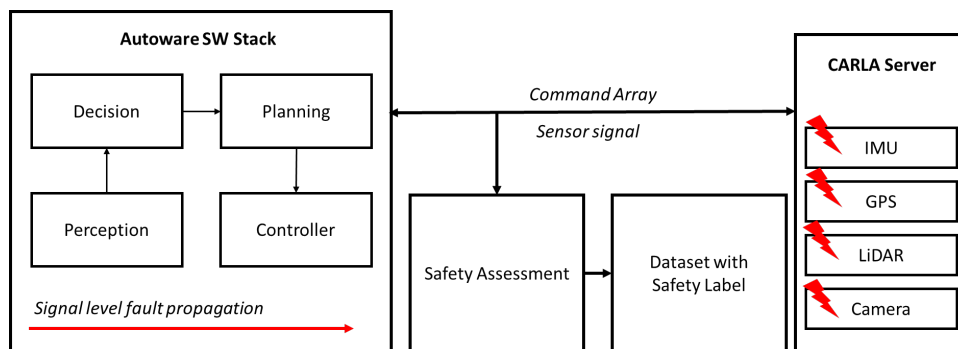 Autoware SW Stack
Decision
Planning
Perception
Controller
Signal level fault propagation
Command Array
Sensor signal
Safety Assessment
Dataset with
Safety Label
CARLA Server
IMU
GPS
LiDAR
Camera